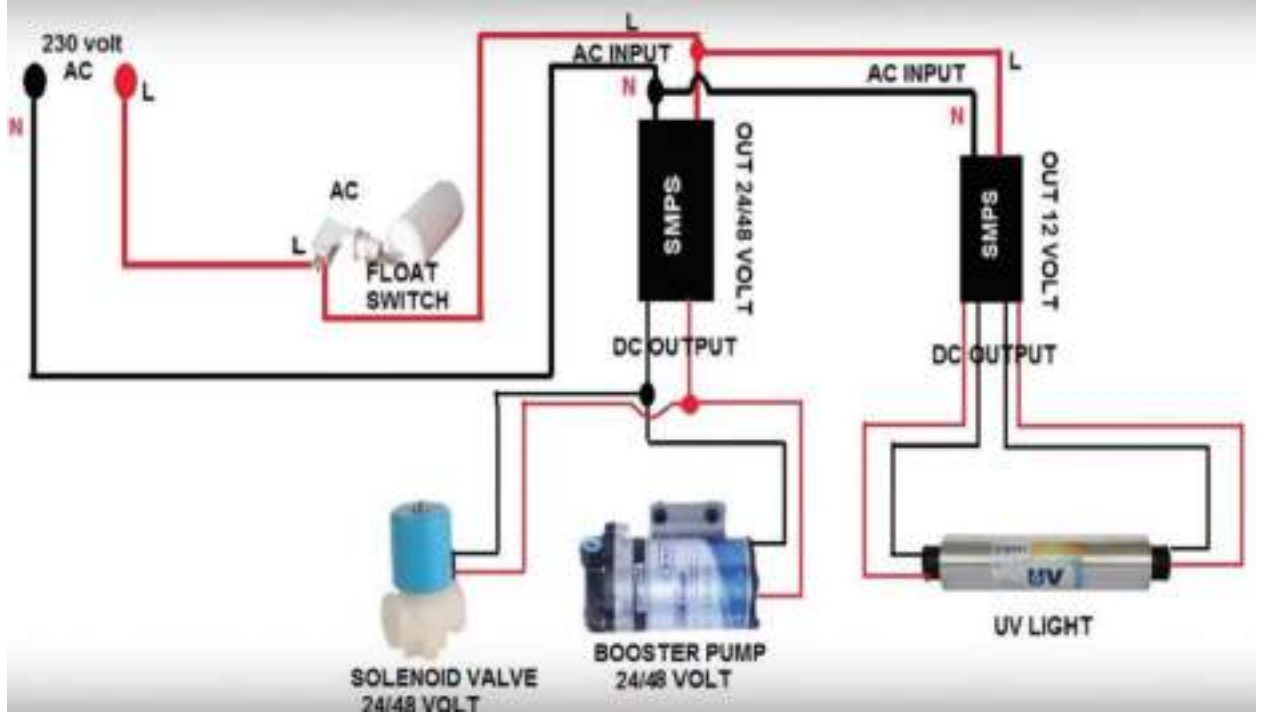 230 volt
AC
L
N
L
AC INPUT
N
L
AC INPUT
N
SMPS
OUT 24/48 VOLT
SMPS
OUT 12 VOLT
AC
L
FLOAT
SWITCH
DC OUTPUT
DC OUTPUT
UV
SOLENOID VALVE
24/48 VOLT
BOOSTER PUMP
24/48 VOLT
UV LIGHT